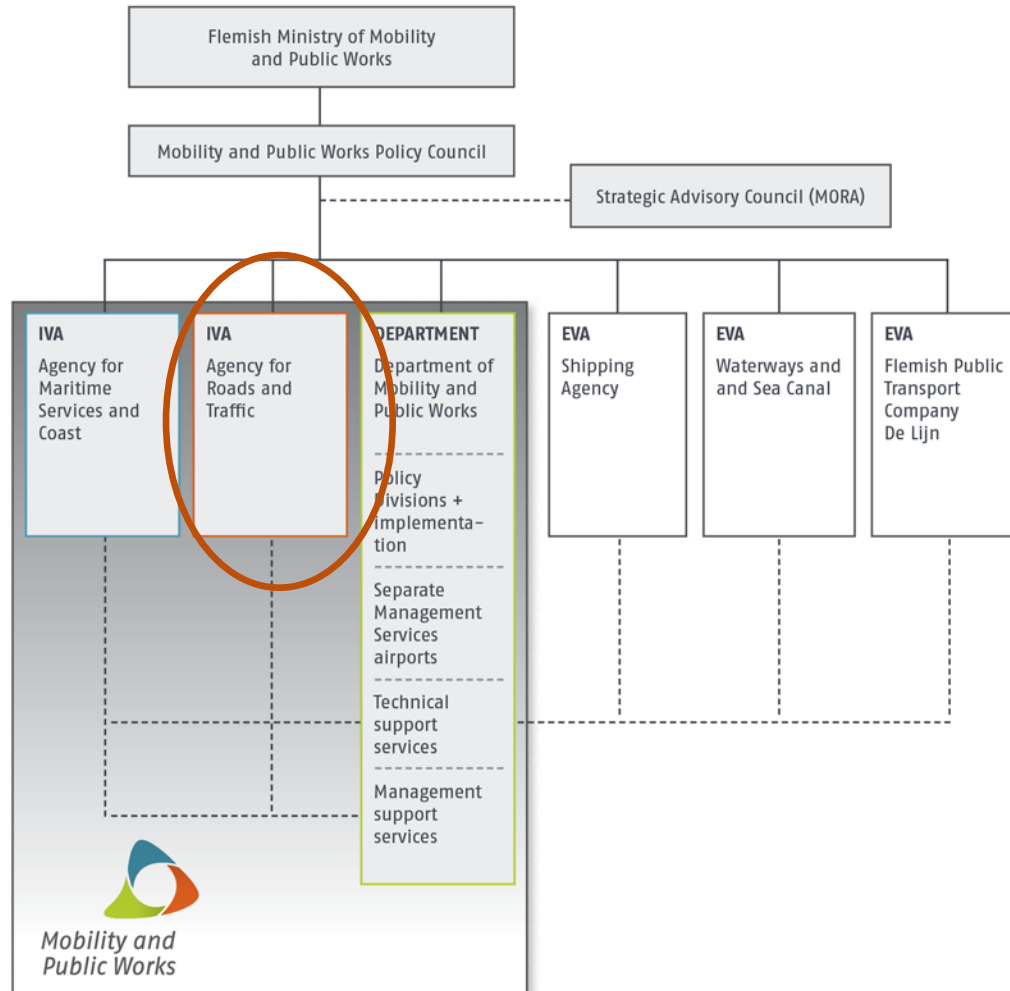 Flemish Ministry of Mobility
and Public Works
Mobility and Public Works Policy Council
Strategic Advisory Council (MORA)
IVA
Agency for
Maritime
Services and
Coast
IVA
Agency for
Roads and
Traffic
DEPARTMENT
Department of
Mobility and
Public Works
Policy
Divisions +
implementa-
tion
Separate
Management
Services
airports
Technical
support
services
Management
support
services
EVA
Shipping
Agency
EVA
Waterways and
and Sea Canal
EVA
Flemish Public
Transport
Company
De Lijn
Mobility and
Public Works